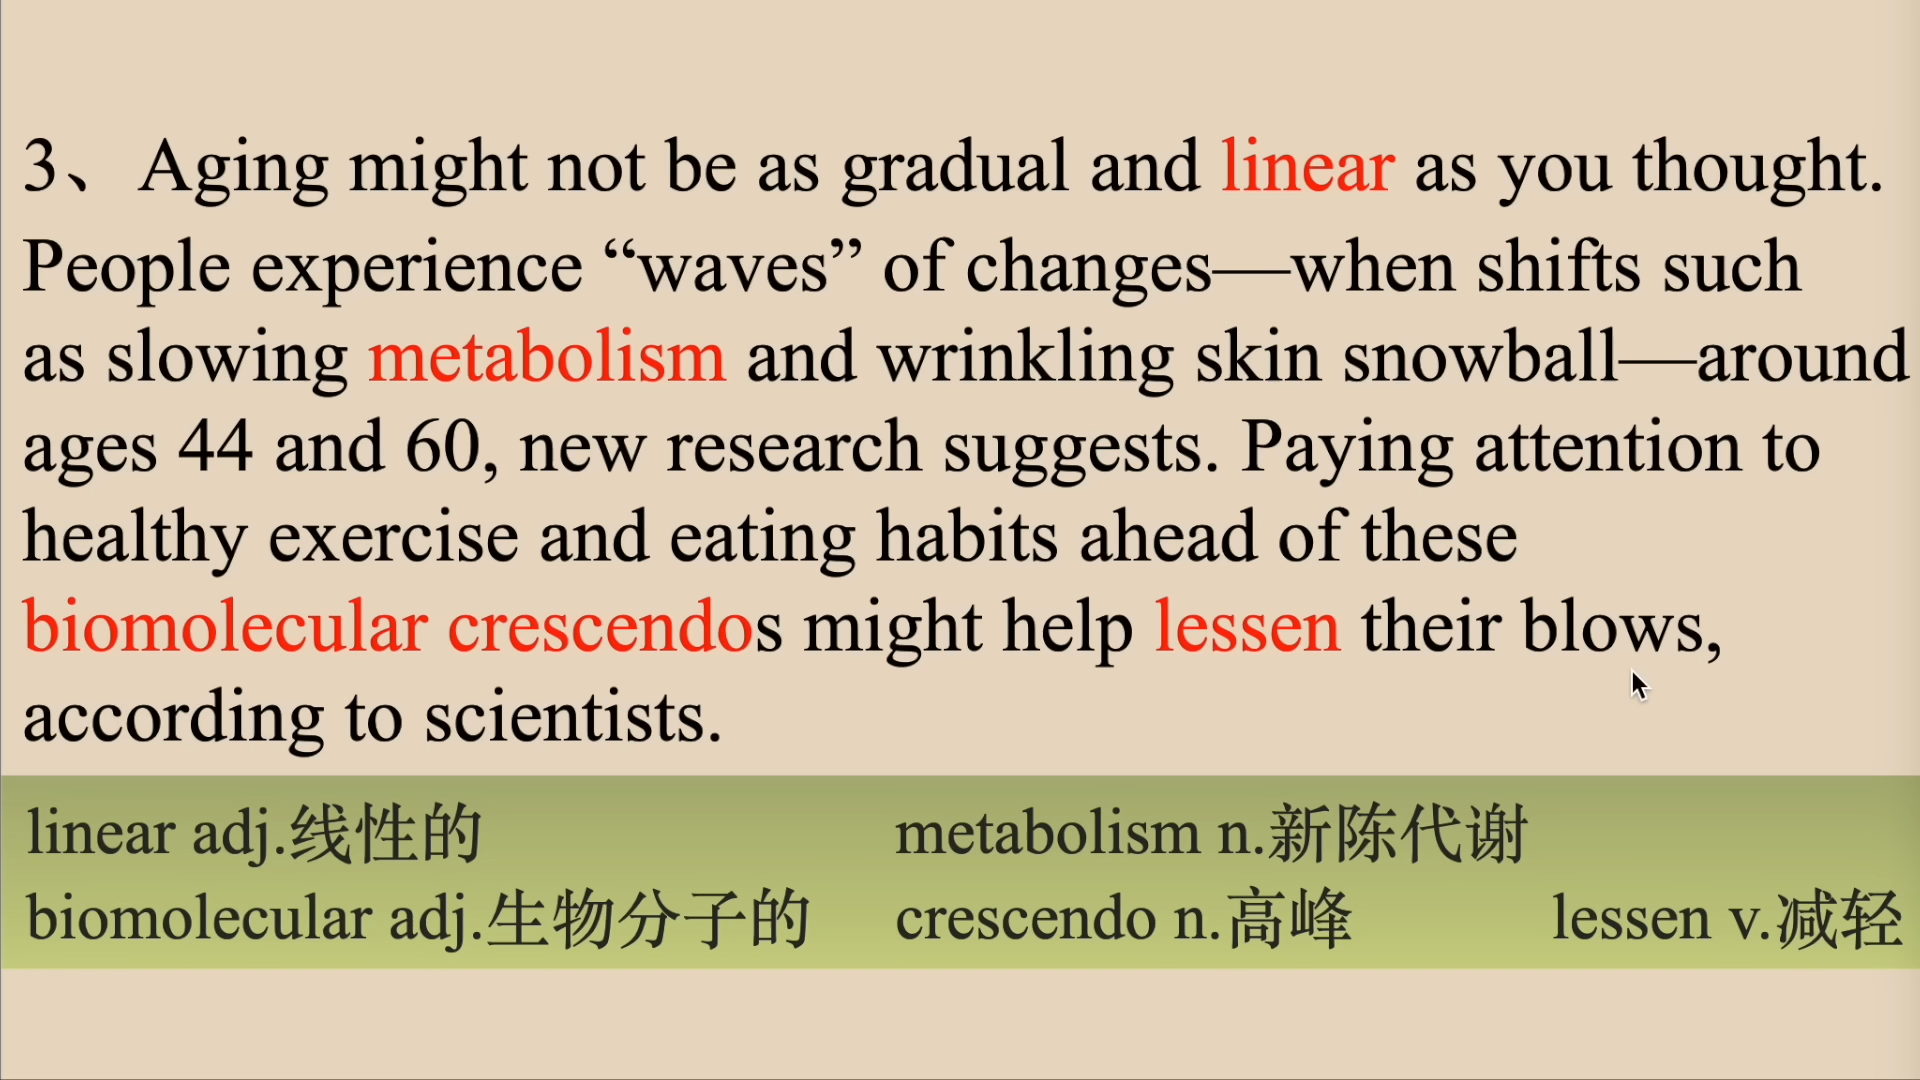 3、Aging might not be as gradual and linear as you thought.
People experience “waves” of changes—when shifts such
as slowing metabolism and wrinkling skin snowball—around
ages 44 and 60, new research suggests. Paying attention to
healthy exercise and eating habits ahead of these
biomolecular crescendos might help lessen their blows,
according to scientists.
linear adj.线性的 metabolism n.新陈代谢
biomolecular adj.生物分子的 crescendo n.高峰 lessen v.减轻